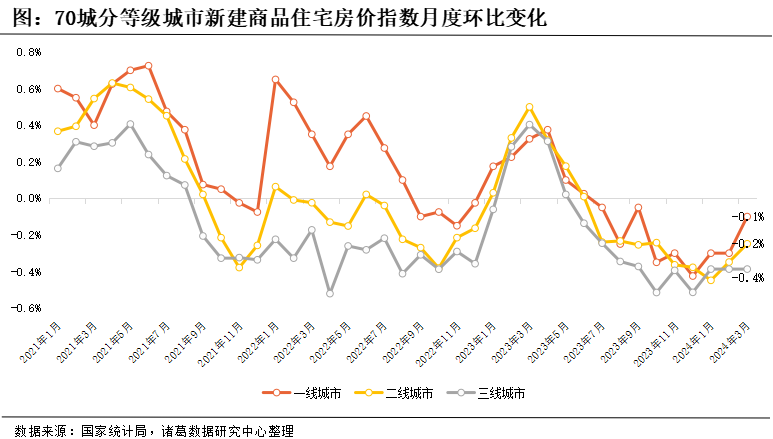 图：70城分等级城市新建商品住宅房价指数月度环比变化
0.8%
0.6%
0.4%
0.2%
0.0%
-0.2%
-0.4%
-0.6%
-0.1%
-0.2%
-0.4%
2021年1月
2021年3月
2021年5月
2021年7月
2021年9月
2021年11月
2022年1月
2022年3月
2022年5月
2022年7月
2022年9月
2022年11月
2023年1月
2023年3月
2023年5月
2023年7月
2023年9月
2023年11月
2024年1月
2024年3月
一线城市 二线城市 三线城市
数据来源：国家统计局，诸葛数据研究中心整理